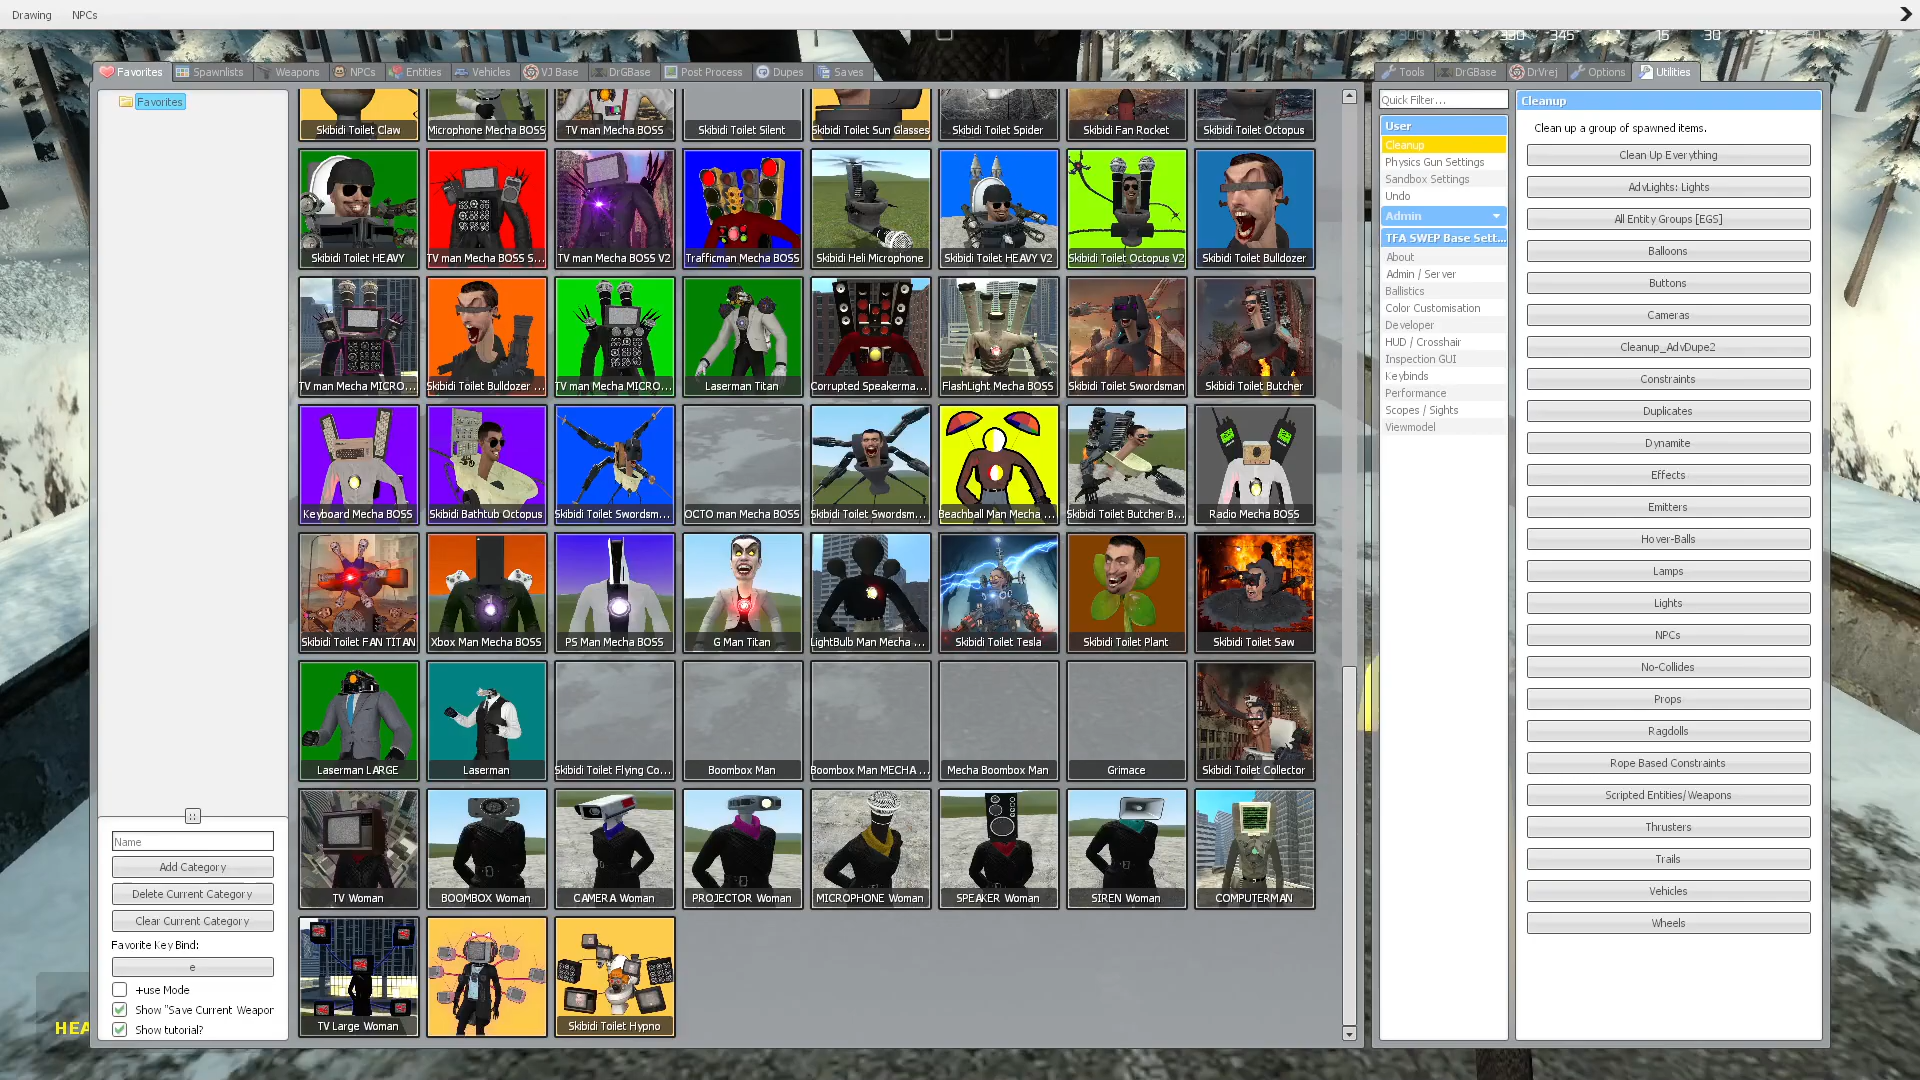 Drawing NPCs
300 330 345 15 30
Favorites Spawnlists Weapons NPCs Entities Vehicles VJ Base DrGBase Post Process Dupes Saves
Favorites
Skibidi Toilet Claw
Microphone Mecha BOSS
TV man Mecha BOSS
Skibidi Toilet Silent
Skibidi Toilet Sun Glasses
Skibidi Toilet Spider
Skibidi Fan Rocket
Skibidi Toilet Octopus
Skibidi Toilet HEAVY
TV man Mecha BOSS S...
TV man Mecha BOSS V2
Trafficman Mecha BOSS
Skibidi Heli Microphone
Skibidi Toilet HEAVY V2
Skibidi Toilet Octopus V2
Skibidi Toilet Bulldozer
TV man Mecha MICRO...
Skibidi Toilet Bulldozer ...
TV man Mecha MICRO...
Laserman Titan
Corrupted Speakerma...
FlashLight Mecha BOSS
Skibidi Toilet Swordsman
Skibidi Toilet Butcher
Keyboard Mecha BOSS
Skibidi Bathtub Octopus
Skibidi Toilet Swordsm...
OCTO man Mecha BOSS
Skibidi Toilet Swordsm...
Beachball Man Mecha ...
Skibidi Toilet Butcher B...
Radio Mecha BOSS
Skibidi Toilet FAN TITAN
Xbox Man Mecha BOSS
PS Man Mecha BOSS
G Man Titan
LightBulb Man Mecha ...
Skibidi Toilet Tesla
Skibidi Toilet Plant
Skibidi Toilet Saw
Laserman LARGE
Laserman
Skibidi Toilet Flying Co...
Boombox Man
Boombox Man MECHA ...
Mecha Boombox Man
Grimace
Skibidi Toilet Collector
TV Woman
BOOMBOX Woman
CAMERA Woman
PROJECTOR Woman
MICROPHONE Woman
SPEAKER Woman
SIREN Woman
COMPUTERMAN
TV Large Woman
Skibidi Toilet Hypno
Name
Add Category
Delete Current Category
Clear Current Category
Favorite Key Bind:
e
+use Mode
Show "Save Current Weapor
Show tutorial?
HEA
Tools DrGBase DrVrej Options Utilities
Quick Filter...
User
Cleanup
Physics Gun Settings
Sandbox Settings
Undo
Admin
TFA SWEP Base Sett...
About
Admin / Server
Ballistics
Color Customisation
Developer
HUD / Crosshair
Inspection GUI
Keybinds
Performance
Scopes / Sights
Viewmodel
Cleanup
Clean up a group of spawned items.
Clean Up Everything
AdvLights: Lights
All Entity Groups [EGS]
Balloons
Buttons
Cameras
Cleanup_AdvDupe2
Constraints
Duplicates
Dynamite
Effects
Emitters
Hover-Balls
Lamps
Lights
NPCs
No-Collides
Props
Ragdolls
Rope Based Constraints
Scripted Entities/Weapons
Thrusters
Trails
Vehicles
Wheels